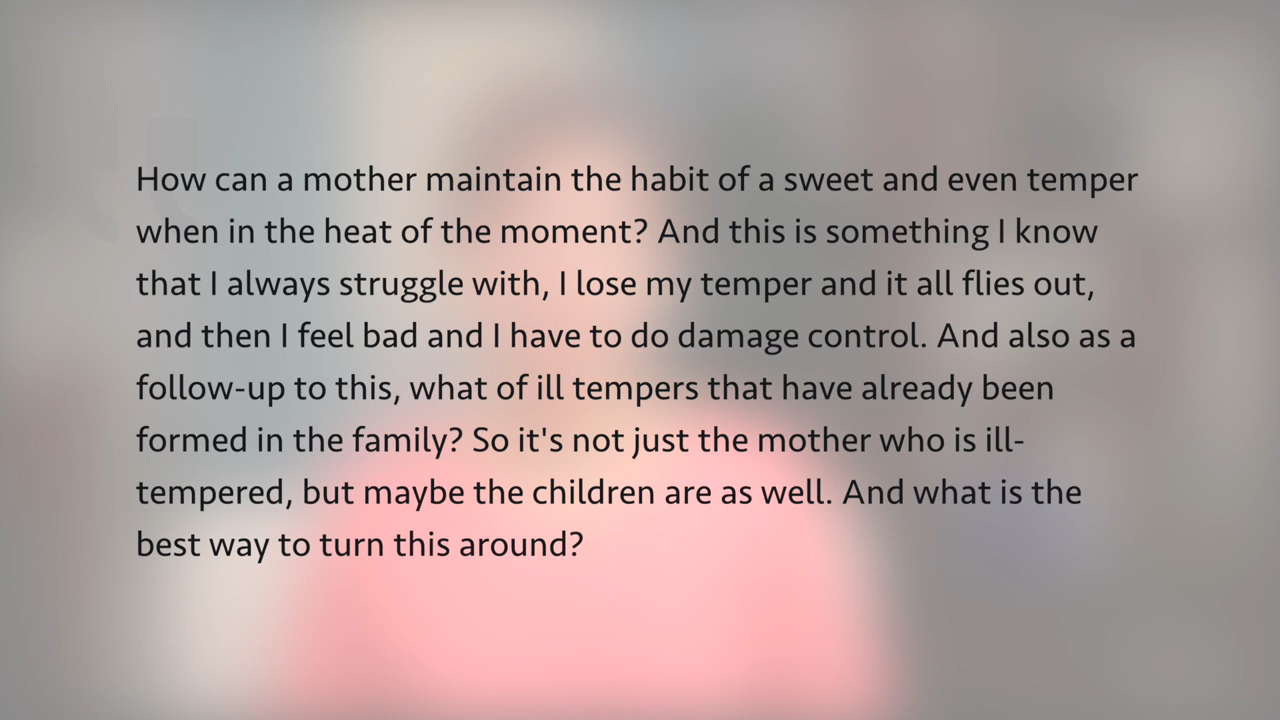 How can a mother maintain the habit of a sweet and even temper
when in the heat of the moment? And this is something I know
that I always struggle with, I lose my temper and it all flies out,
and then I feel bad and I have to do damage control. And also as a
follow-up to this, what of ill tempers that have already been
formed in the family? So it's not just the mother who is ill-
tempered, but maybe the children are as well. And what is the
best way to turn this around?